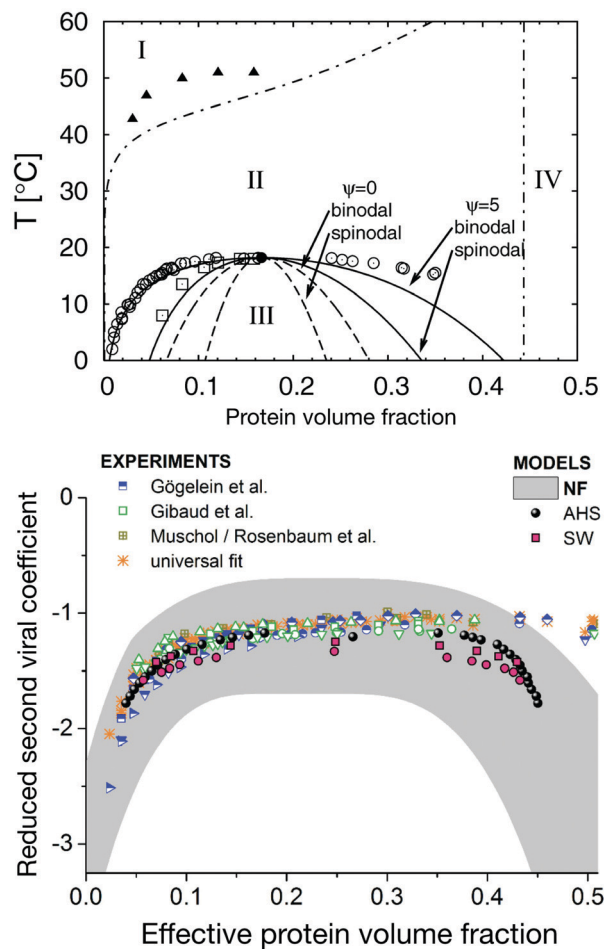 60
50
40
30
20
10
0
T [°C]
I
II
III
IV
ψ=0
binodal
spinodal
ψ=5
binodal
spinodal
0 0.1 0.2 0.3 0.4 0.5
Protein volume fraction
EXPERIMENTS
Gögelein et al.
Gibaud et al.
Muschol / Rosenbaum et al.
universal fit
MODELS
NF
AHS
SW
0
-1
-2
-3
Reduced second viral coefficient
0.0 0.1 0.2 0.3 0.4 0.5
Effective protein volume fraction